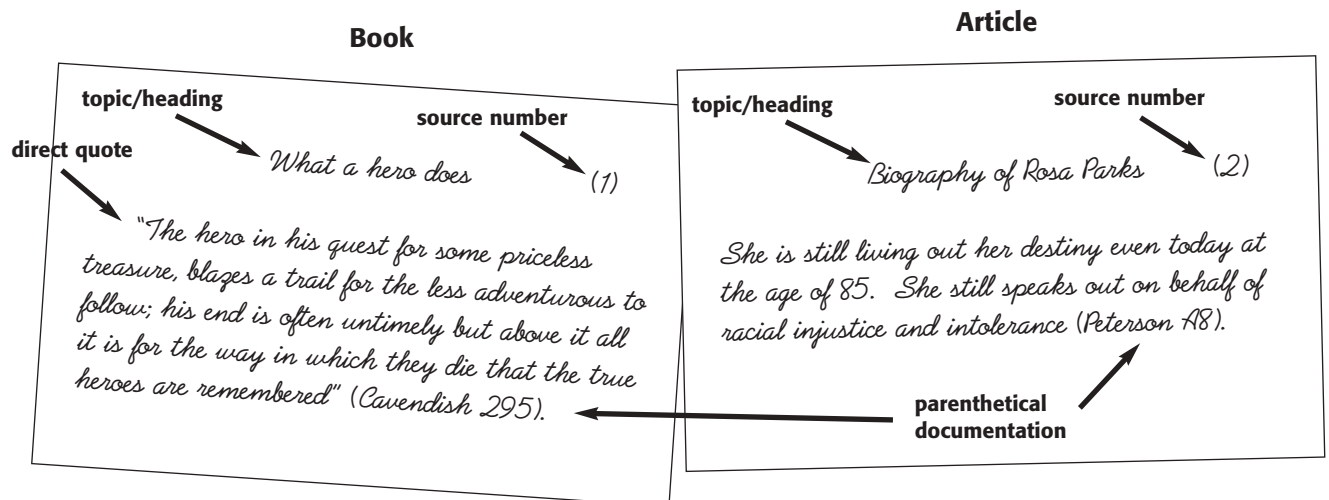 Book
topic/heading
source number
direct quote
What a hero does
(1)
"The hero in his quest for some priceless
treasure, blazes a trail for the less adventurous to
follow; his end is often untimely but above it all
it is for the way in which they die that the true
heroes are remembered" (Cavendish 295).
Article
topic/heading
source number
Biography of Rosa Parks
(2)
She is still living out her destiny even today at
the age of 85. She still speaks out on behalf of
racial injustice and intolerance (Peterson A8).
parenthetical
documentation